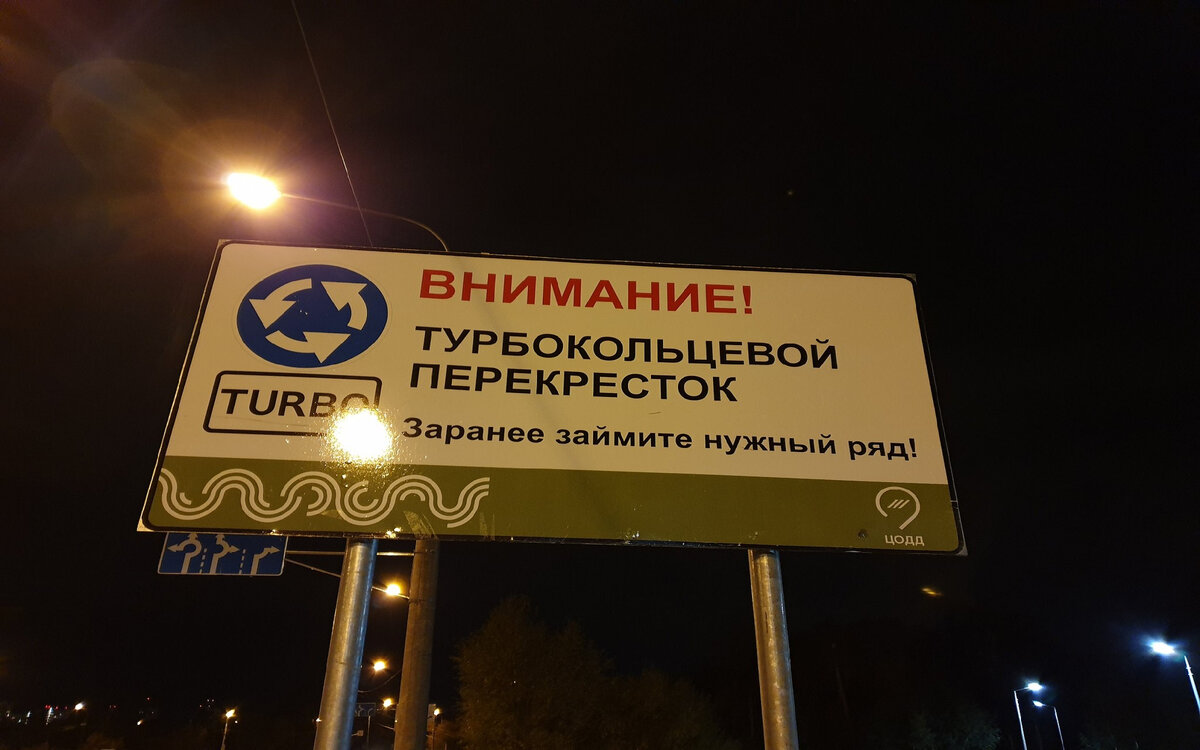 ВНИМАНИЕ!
ТУРБОКОЛЬЦЕВОЙ
ПЕРЕКРЕСТОК
TURBO
Заранее займите нужный ряд!
ЦОДД